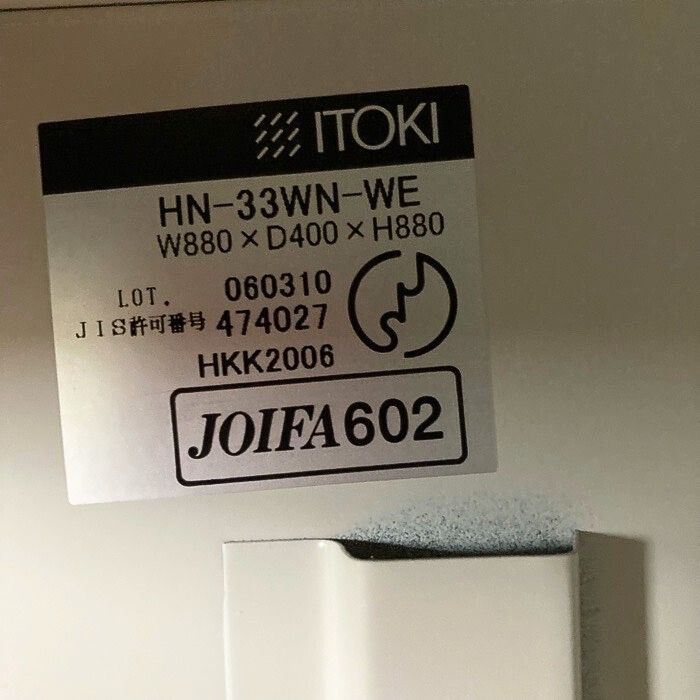 ITOKI
HN-33WN-WE
W880×D400×H880
LOT. 060310
JIS許可番号 474027
HKK2006
JOIFA602